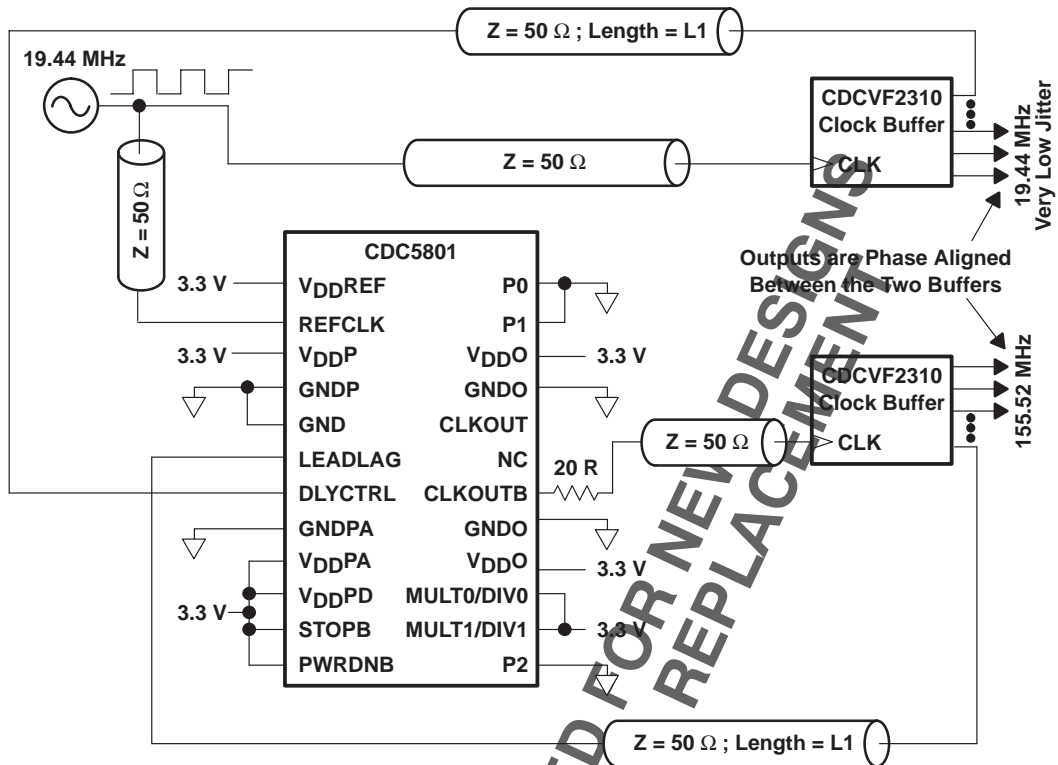 Z = 50 Ω ; Length = L1
19.44 MHz
CDCVF2310
Clock Buffer
CLK
19.44 MHz
Very Low Jitter
Z = 50 Ω
Z = 50 Ω
Outputs are Phase Aligned
Between the Two Buffers
CDC5801
3.3 V
VDDREF
P0
REFCLK
P1
3.3 V
VDDP
VDDO
3.3 V
GNDP
GNDO
GND
CLKOUT
LEADLAG
NC
DLYCTRL
CLKOUTB
20 R
Z = 50 Ω
CDCVF2310
Clock Buffer
CLK
155.52 MHz
GNDPA
GNDO
VDDPA
VDDO
3.3 V
VDDPD
MULT0/DIV0
3.3 V
STOPB
MULT1/DIV1
3.3 V
PWRDNB
P2
Z = 50 Ω ; Length = L1
FOR NEW DESIGNS
REPLACEMENT